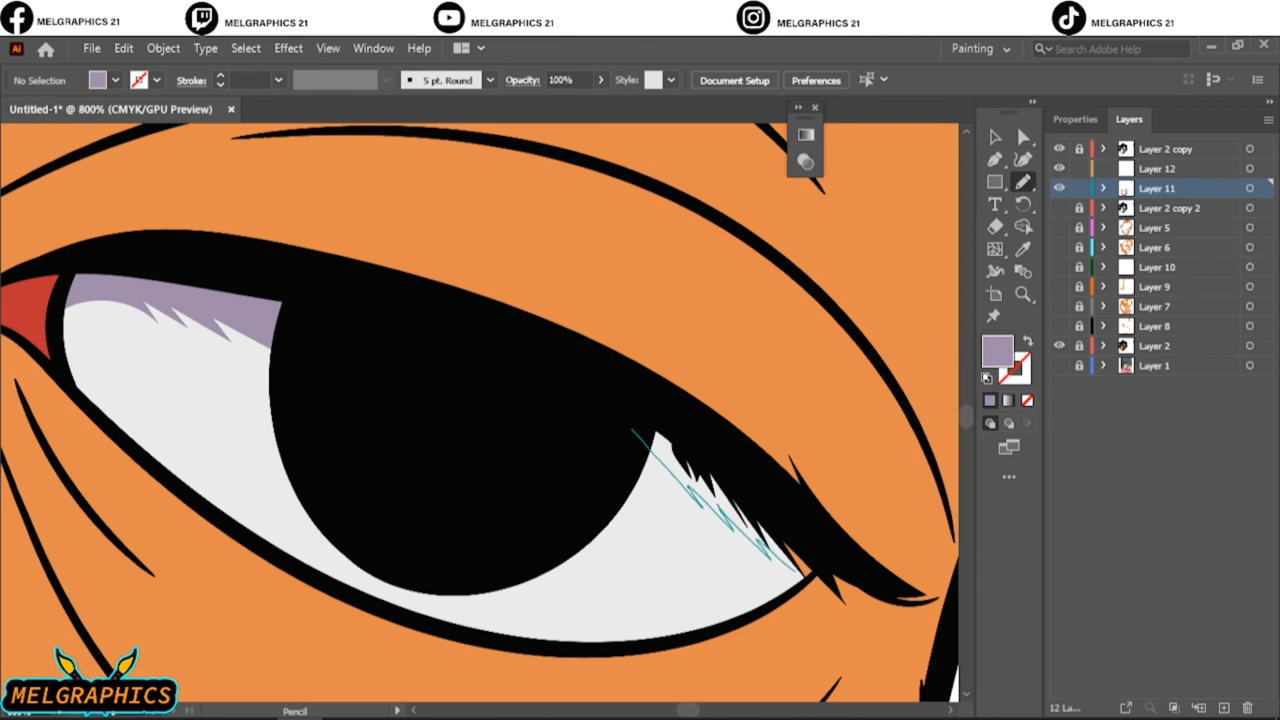 MELGRAPHICS 21 MELGRAPHICS 21 MELGRAPHICS 21 MELGRAPHICS 21 MELGRAPHICS 21
Ai File Edit Object Type Select Effect View Window Help Painting Search Adobe Help
No Selection Stroke: 5 pt. Round Opacity: 100% Style: Document Setup Preferences
Untitled-1* @ 800% (CMYK/GPU Preview)
Properties Layers
Layer 2 copy
Layer 12
Layer 11
Layer 2 copy 2
Layer 5
Layer 6
Layer 10
Layer 9
Layer 7
Layer 8
Layer 2
Layer 1
MELGRAPHICS
Pencil
12 La...